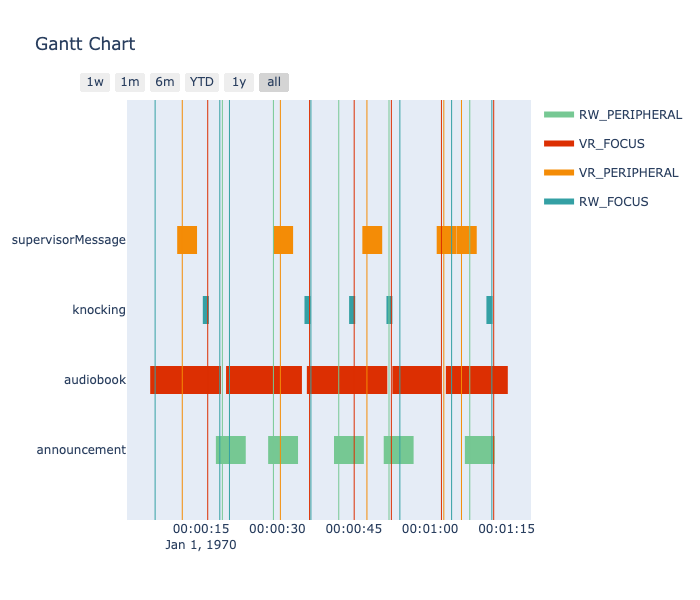 Gantt Chart
1w 1m 6m YTD 1y all
RW_PERIPHERAL
VR_FOCUS
VR_PERIPHERAL
RW_FOCUS
supervisorMessage
knocking
audiobook
announcement
00:00:15 00:00:30 00:00:45 00:01:00 00:01:15
Jan 1, 1970